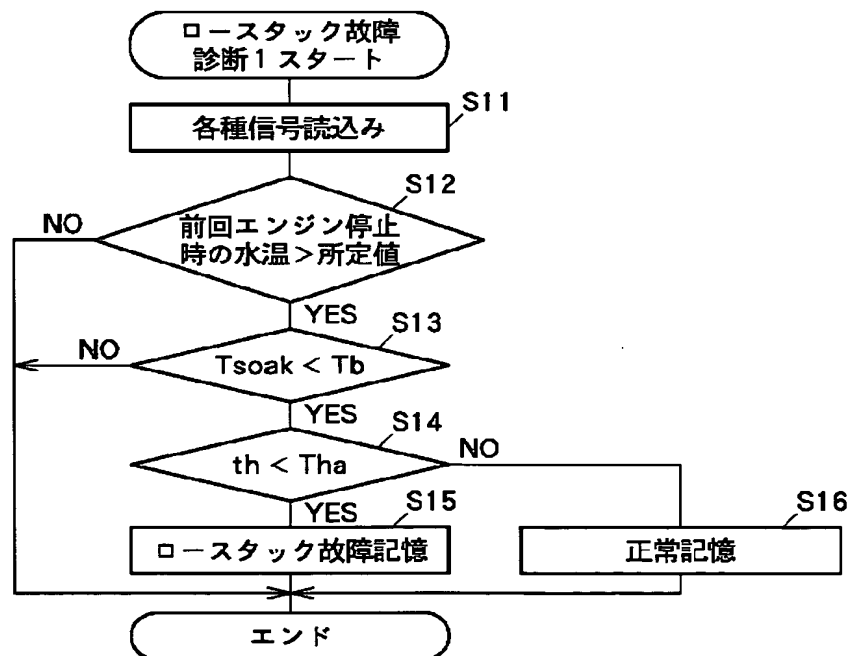 ロースタック故障
診断1スタート
S11
各種信号読込み
S12
NO
前回エンジン停止
時の水温>所定値
YES
S13
NO
Tsoak < Tb
YES
S14
NO
th < Tha
YES
S15
S16
ロースタック故障記憶
正常記憶
エンド